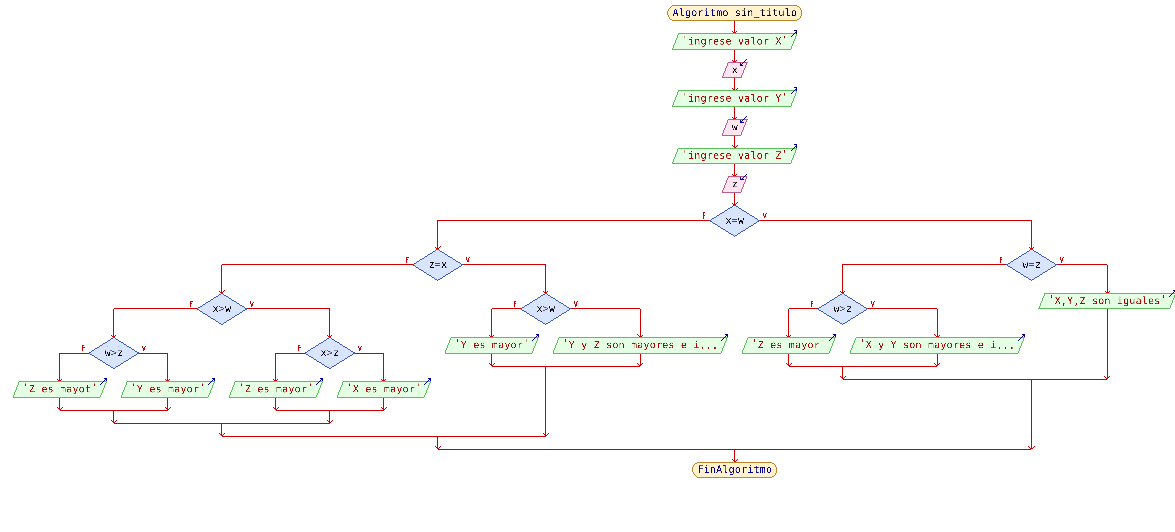 Algoritmo sin_titulo
'ingrese valor X'
x
'ingrese valor Y'
w
'ingrese valor Z'
z
F x=w V
F z=x V
F w=z V
F x>w V
F x>w V
F w>z V
'X,Y,Z son iguales'
F w>z V
F x>z V
'Y es mayor'
'Y y Z son mayores e i...
'Z es mayor
'X y Y son mayores e i...
'Z es mayot'
'Y es mayor'
'Z es mayor'
'X es mayor'
FinAlgoritmo